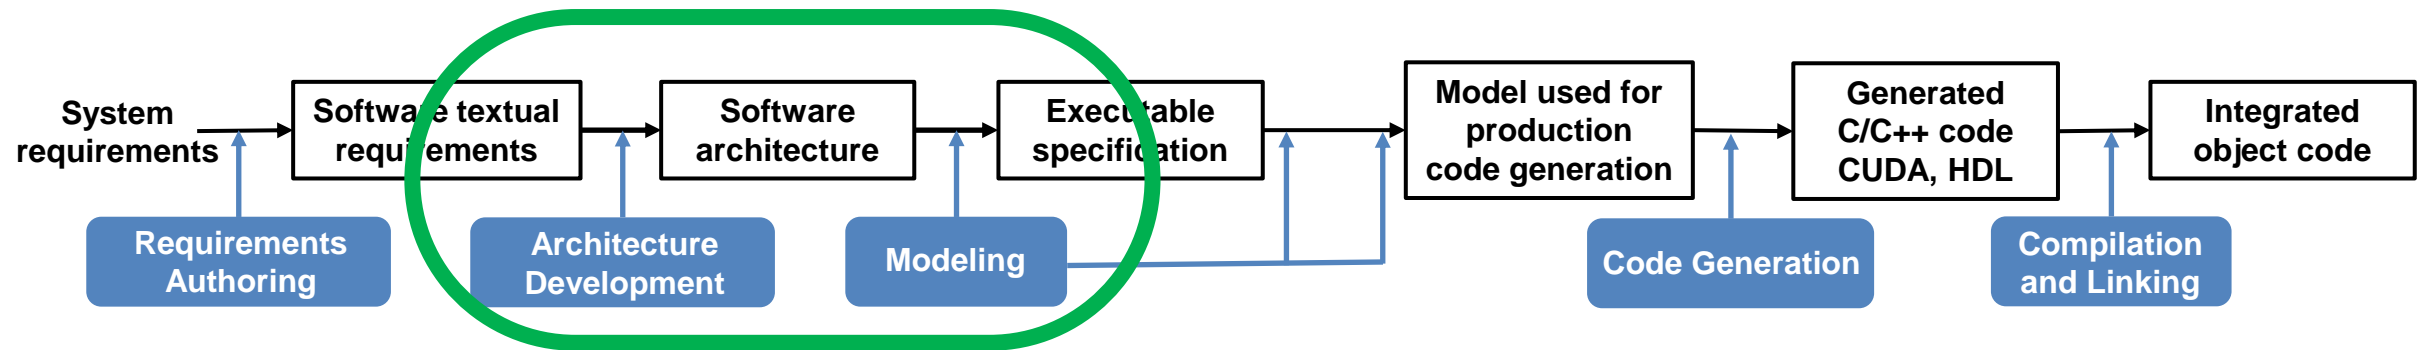 System
requirements
Software textual
requirements
Software
architecture
Executable
specification
Model used for
production
code generation
Generated
C/C++ code
CUDA, HDL
Integrated
object code
Requirements
Authoring
Architecture
Development
Modeling
Code Generation
Compilation
and Linking